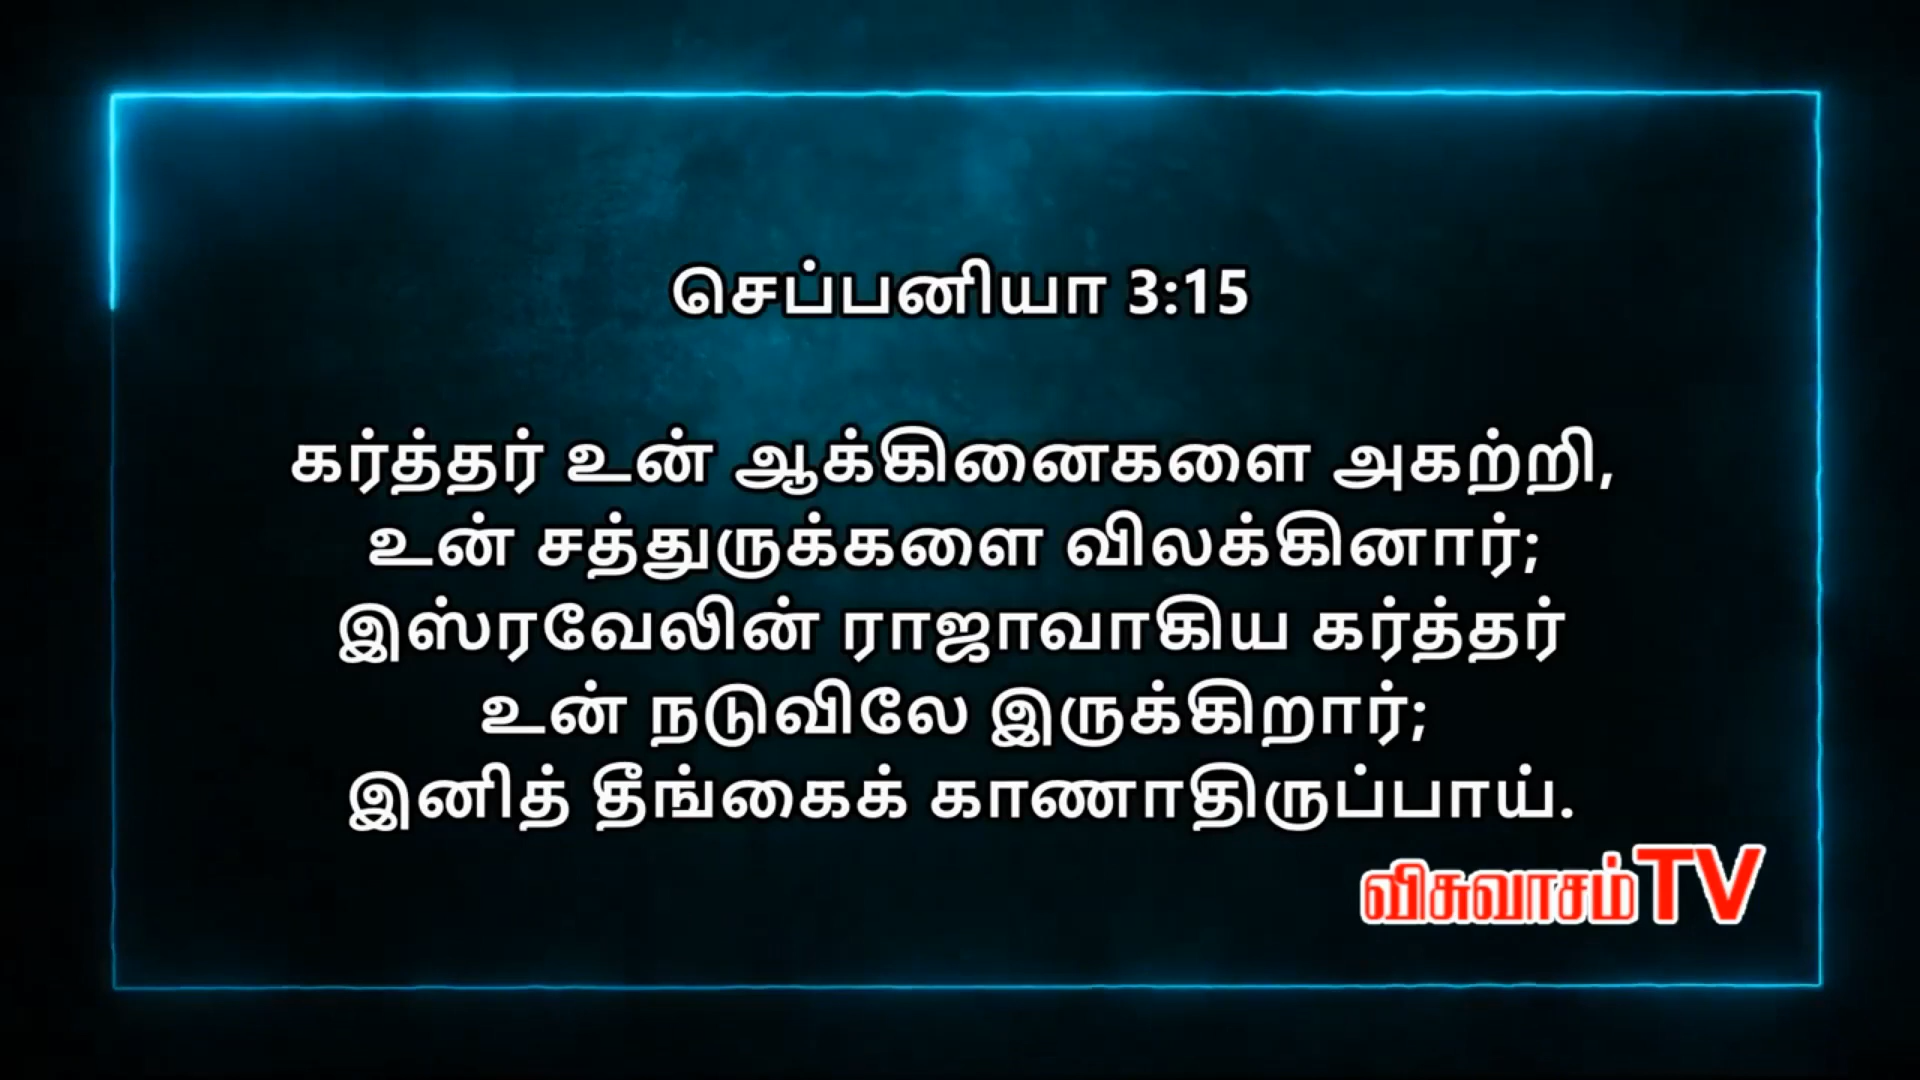 செப்பனியா 3:15
கர்த்தர் உன் ஆக்கினைகளை அகற்றி,
உன் சத்துருக்களை விலக்கினார்;
இஸ்ரவேலின் ராஜாவாகிய கர்த்தர்
உன் நடுவிலே இருக்கிறார்;
இனித் தீங்கைக் காணாதிருப்பாய்.
விசுவாசம் TV